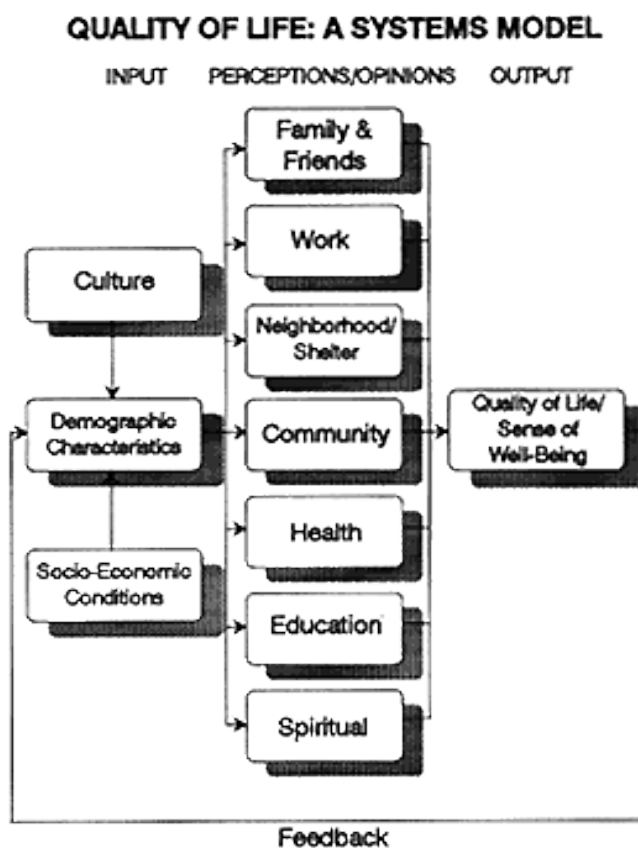 QUALITY OF LIFE: A SYSTEMS MODEL
INPUT PERCEPTIONS/OPINIONS OUTPUT
Family &
Friends
Work
Culture
Neighborhood/
Shelter
Demographic
Characteristics
Community
Quality of Life/
Sense of
Well-Being
Health
Socio-Economic
Conditions
Education
Spiritual
Feedback